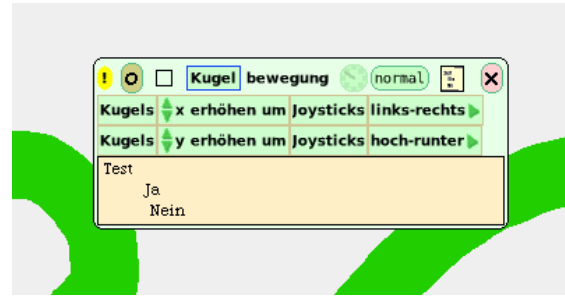 ! Kugel bewegung normal
Kugels x erhöhen um Joysticks links-rechts
Kugels y erhöhen um Joysticks hoch-runter
Test
Ja
Nein